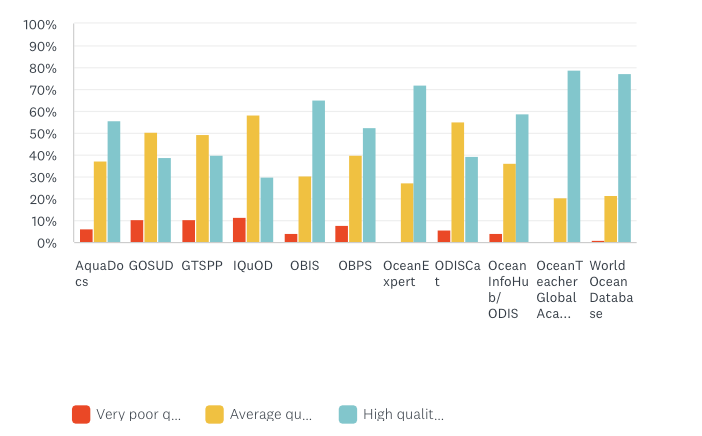 100%
90%
80%
70%
60%
50%
40%
30%
20%
10%
0%
AquaDo
cs
GOSUD
GTSPP
IQuOD
OBIS
OBPS
OceanE
xpert
ODISCa
t
Ocean
InfoHu
b/
ODIS
OceanT
eacher
Global
Aca...
World
Ocean
Databa
se
Very poor q... Average qu... High qualit...